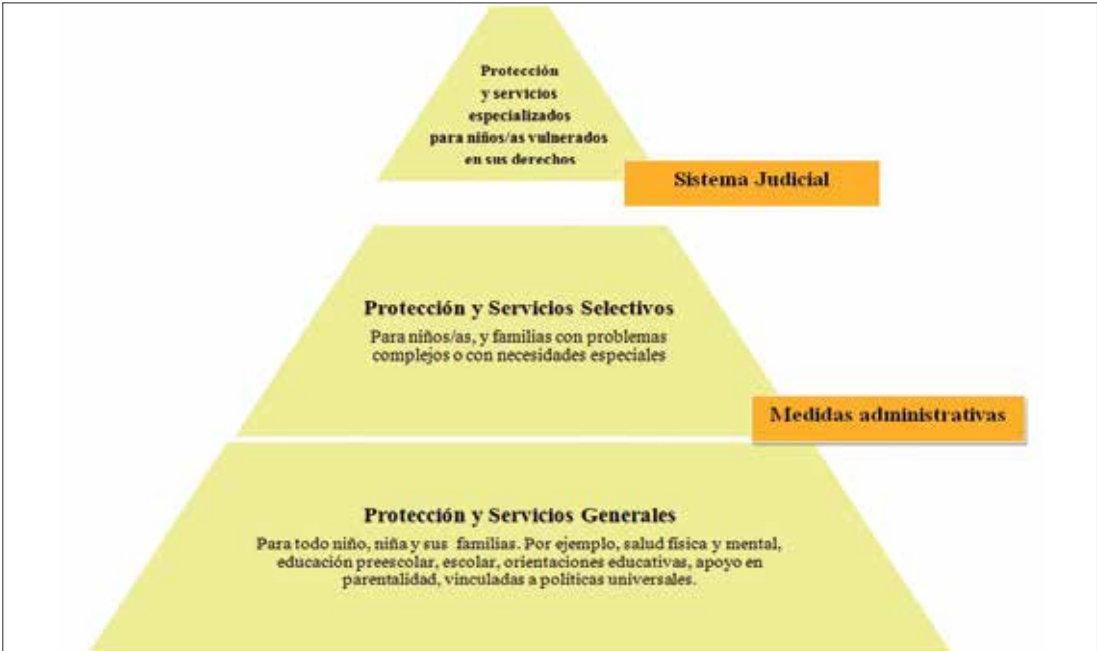 Protección
y servicios
especializados
para niños/as vulnerados
en sus derechos
Sistema Judicial
Protección y Servicios Selectivos
Para niños/as, y familias con problemas
complejos o con necesidades especiales
Medidas administrativas
Protección y Servicios Generales
Para todo niño, niña y sus familias. Por ejemplo, salud física y mental,
educación preescolar, escolar, orientaciones educativas, apoyo en
parentalidad, vinculadas a políticas universales.